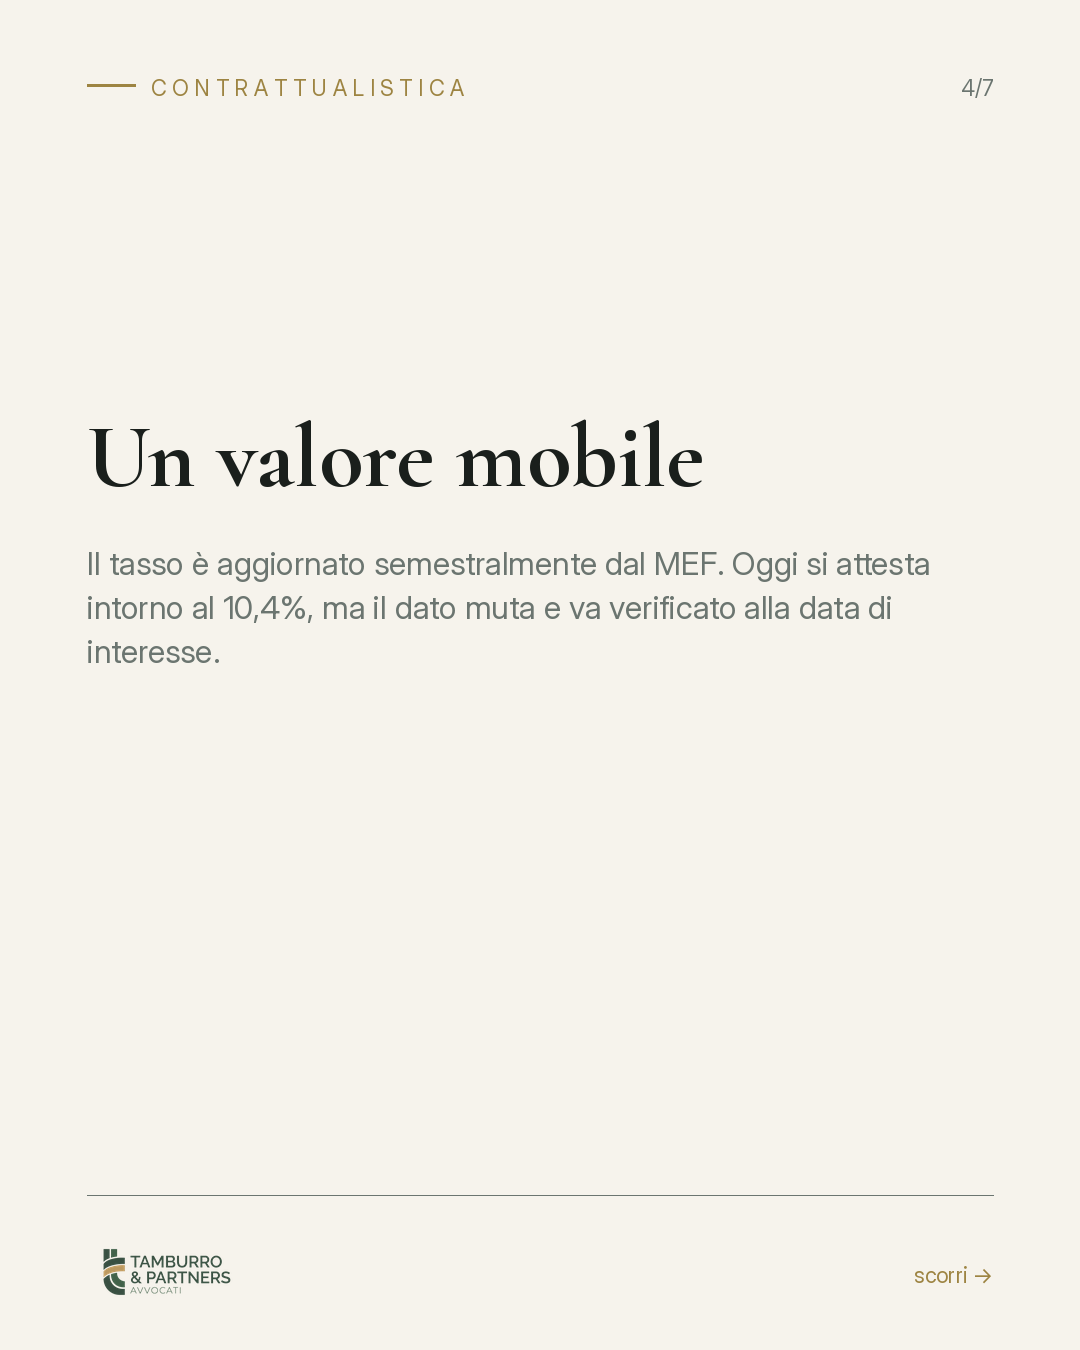 CONTRATTUALISTICA
4/7
Un valore mobile
Il tasso è aggiornato semestralmente dal MEF. Oggi si attesta
intorno al 10,4%, ma il dato muta e va verificato alla data di
interesse.
TAMBURRO
& PARTNERS
AVVOCATI
scorri →